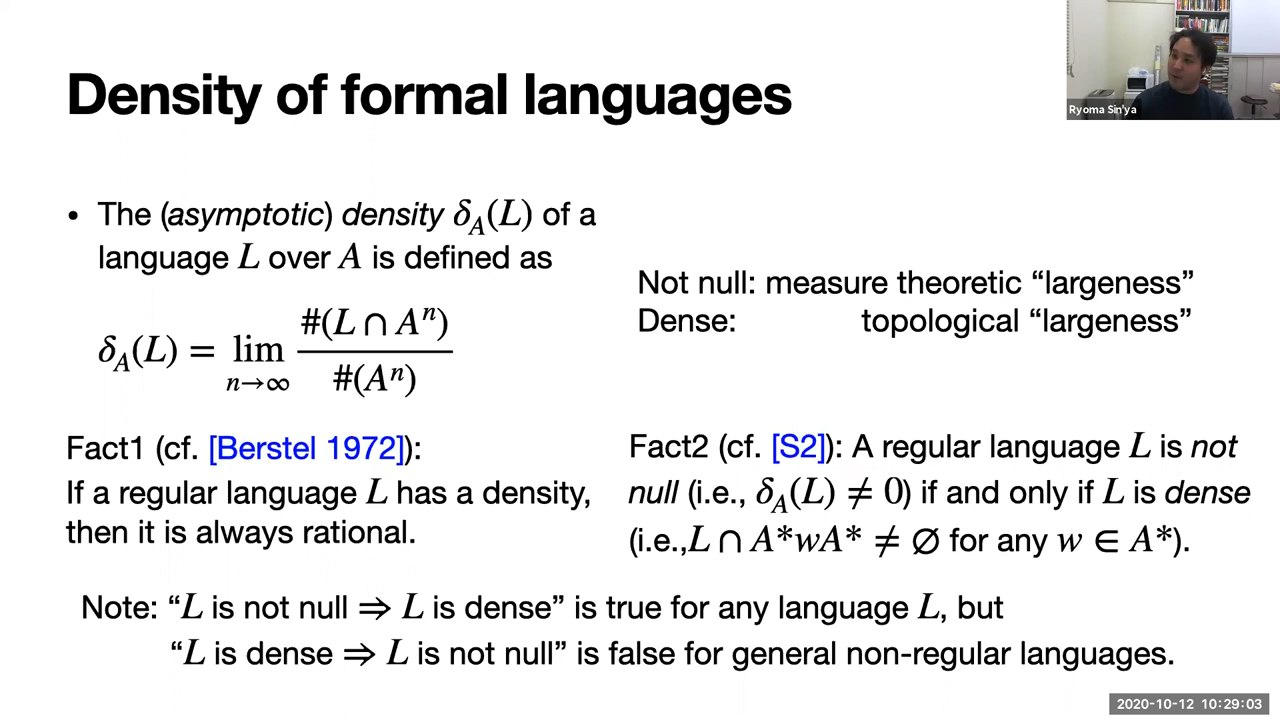 Density of formal languages
Ryoma Sin'ya
• The (asymptotic) density δ_A(L) of a
language L over A is defined as
δ_A(L) = lim_{n→∞} #(L ∩ A^n) / #(A^n)
Not null: measure theoretic “largeness”
Dense: topological “largeness”
Fact1 (cf. [Berstel 1972]):
If a regular language L has a density,
then it is always rational.
Fact2 (cf. [S2]): A regular language L is not
null (i.e., δ_A(L) ≠ 0) if and only if L is dense
(i.e.,L ∩ A*wA* ≠ ∅ for any w ∈ A*).
Note: “L is not null ⇒ L is dense” is true for any language L, but
“L is dense ⇒ L is not null” is false for general non-regular languages.
2020-10-12 10:29:03